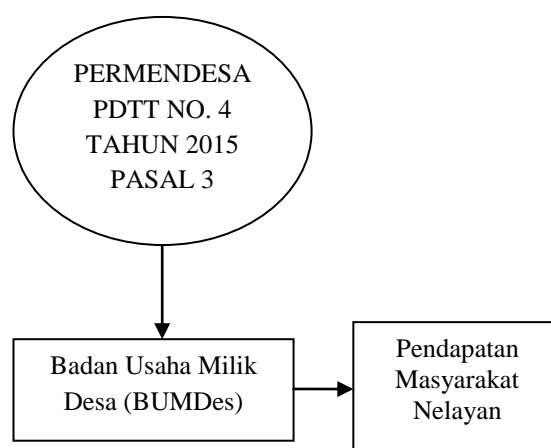 PERMENDESA
PDTT NO. 4
TAHUN 2015
PASAL 3
Badan Usaha Milik
Desa (BUMDes)
Pendapatan
Masyarakat
Nelayan